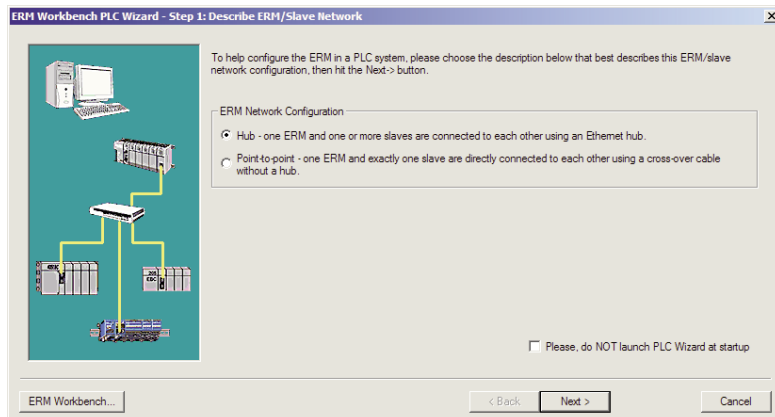 ERM Workbench PLC Wizard - Step 1: Describe ERM/Slave Network
To help configure the ERM in a PLC system, please choose the description below that best describes this ERM/slave
network configuration, then hit the Next-> button.
ERM Network Configuration
Hub - one ERM and one or more slaves are connected to each other using an Ethernet hub.
Point-to-point - one ERM and exactly one slave are directly connected to each other using a cross-over cable
without a hub.
205
EBC
Please, do NOT launch PLC Wizard at startup
ERM Workbench...
< Back
Next >
Cancel